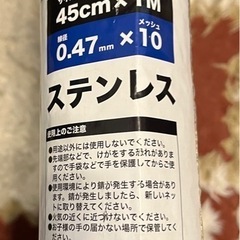 45cm×1M
線径 0.47mm×10メッシュ
ステンレス
使用上のご注意
●用途以外には使用しないでください。
●先端部などで、けがをする恐れがありま
すので手袋などで手を保護してからご使
用ください。
●使用環境により錆が発生する場合があり
ます。錆が発生しましたら、新しいネッ
トに取り替えてください。
●火気の近くに近づけないでください。
●お子様の手の届かない場所で保管してく
ださい。